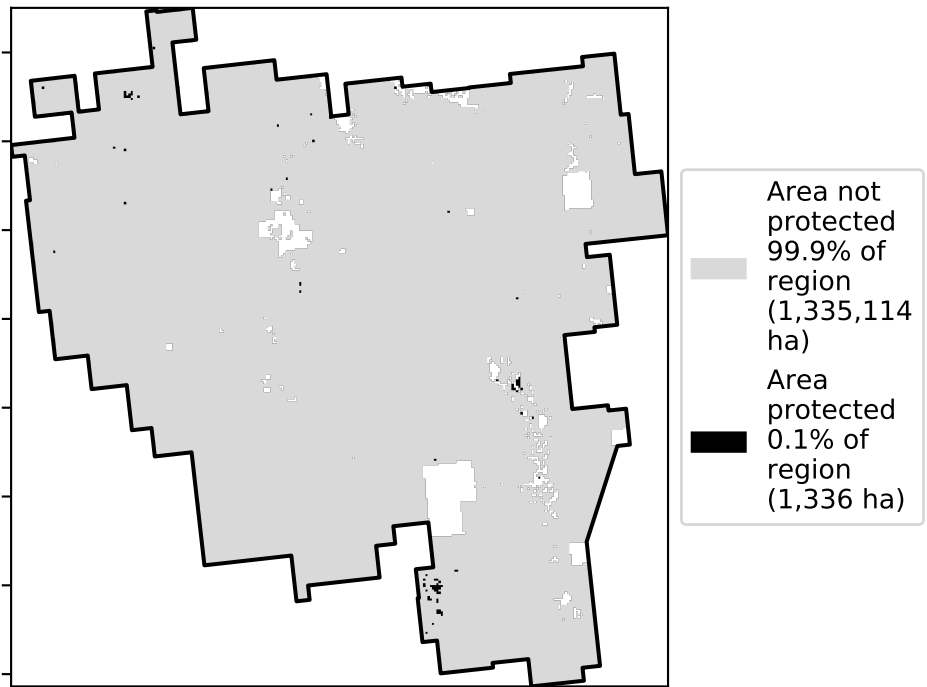 Area not
protected
99.9% of
region
(1,335,114
ha)
Area
protected
0.1% of
region
(1,336 ha)